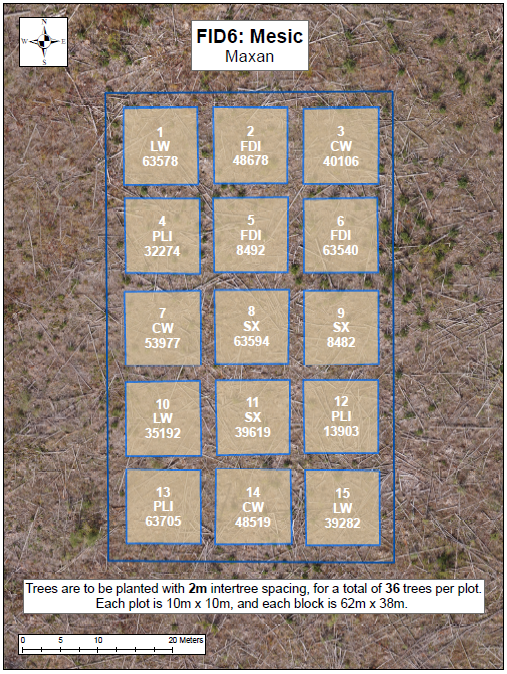 N
W
E
S
FID6: Mesic
Maxan
1
LW
63578
2
FDI
48678
3
CW
40106
4
PLI
32274
5
FDI
8492
6
FDI
63540
7
CW
53977
8
SX
63594
9
SX
8482
10
LW
35192
11
SX
39619
12
PLI
13903
13
PLI
63705
14
CW
48519
15
LW
39282
Trees are to be planted with 2m intertree spacing, for a total of 36 trees per plot.
Each plot is 10m x 10m, and each block is 62m x 38m.
0 5 10 20 Meters